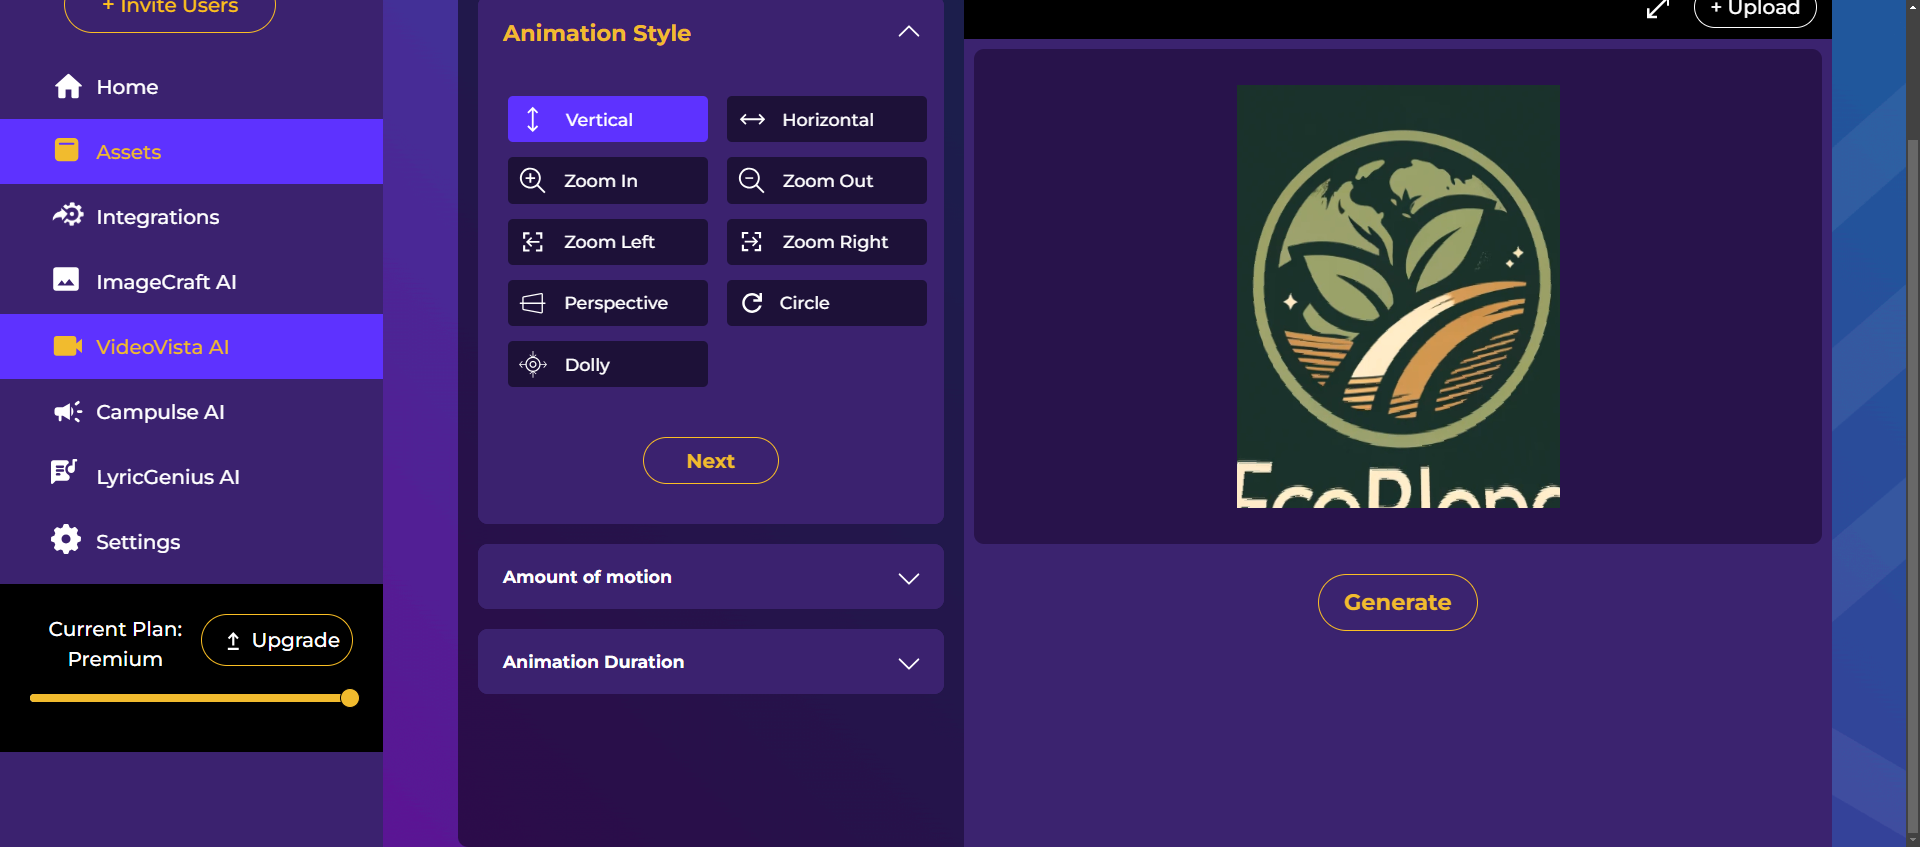 + Invite Users
Home
Assets
Integrations
ImageCraft AI
VideoVista AI
Campulse AI
LyricGenius AI
Settings
Current Plan:
Premium
Upgrade
Animation Style
Vertical
Horizontal
Zoom In
Zoom Out
Zoom Left
Zoom Right
Perspective
Circle
Dolly
Next
Amount of motion
Animation Duration
+ Upload
EcoBlend
Generate